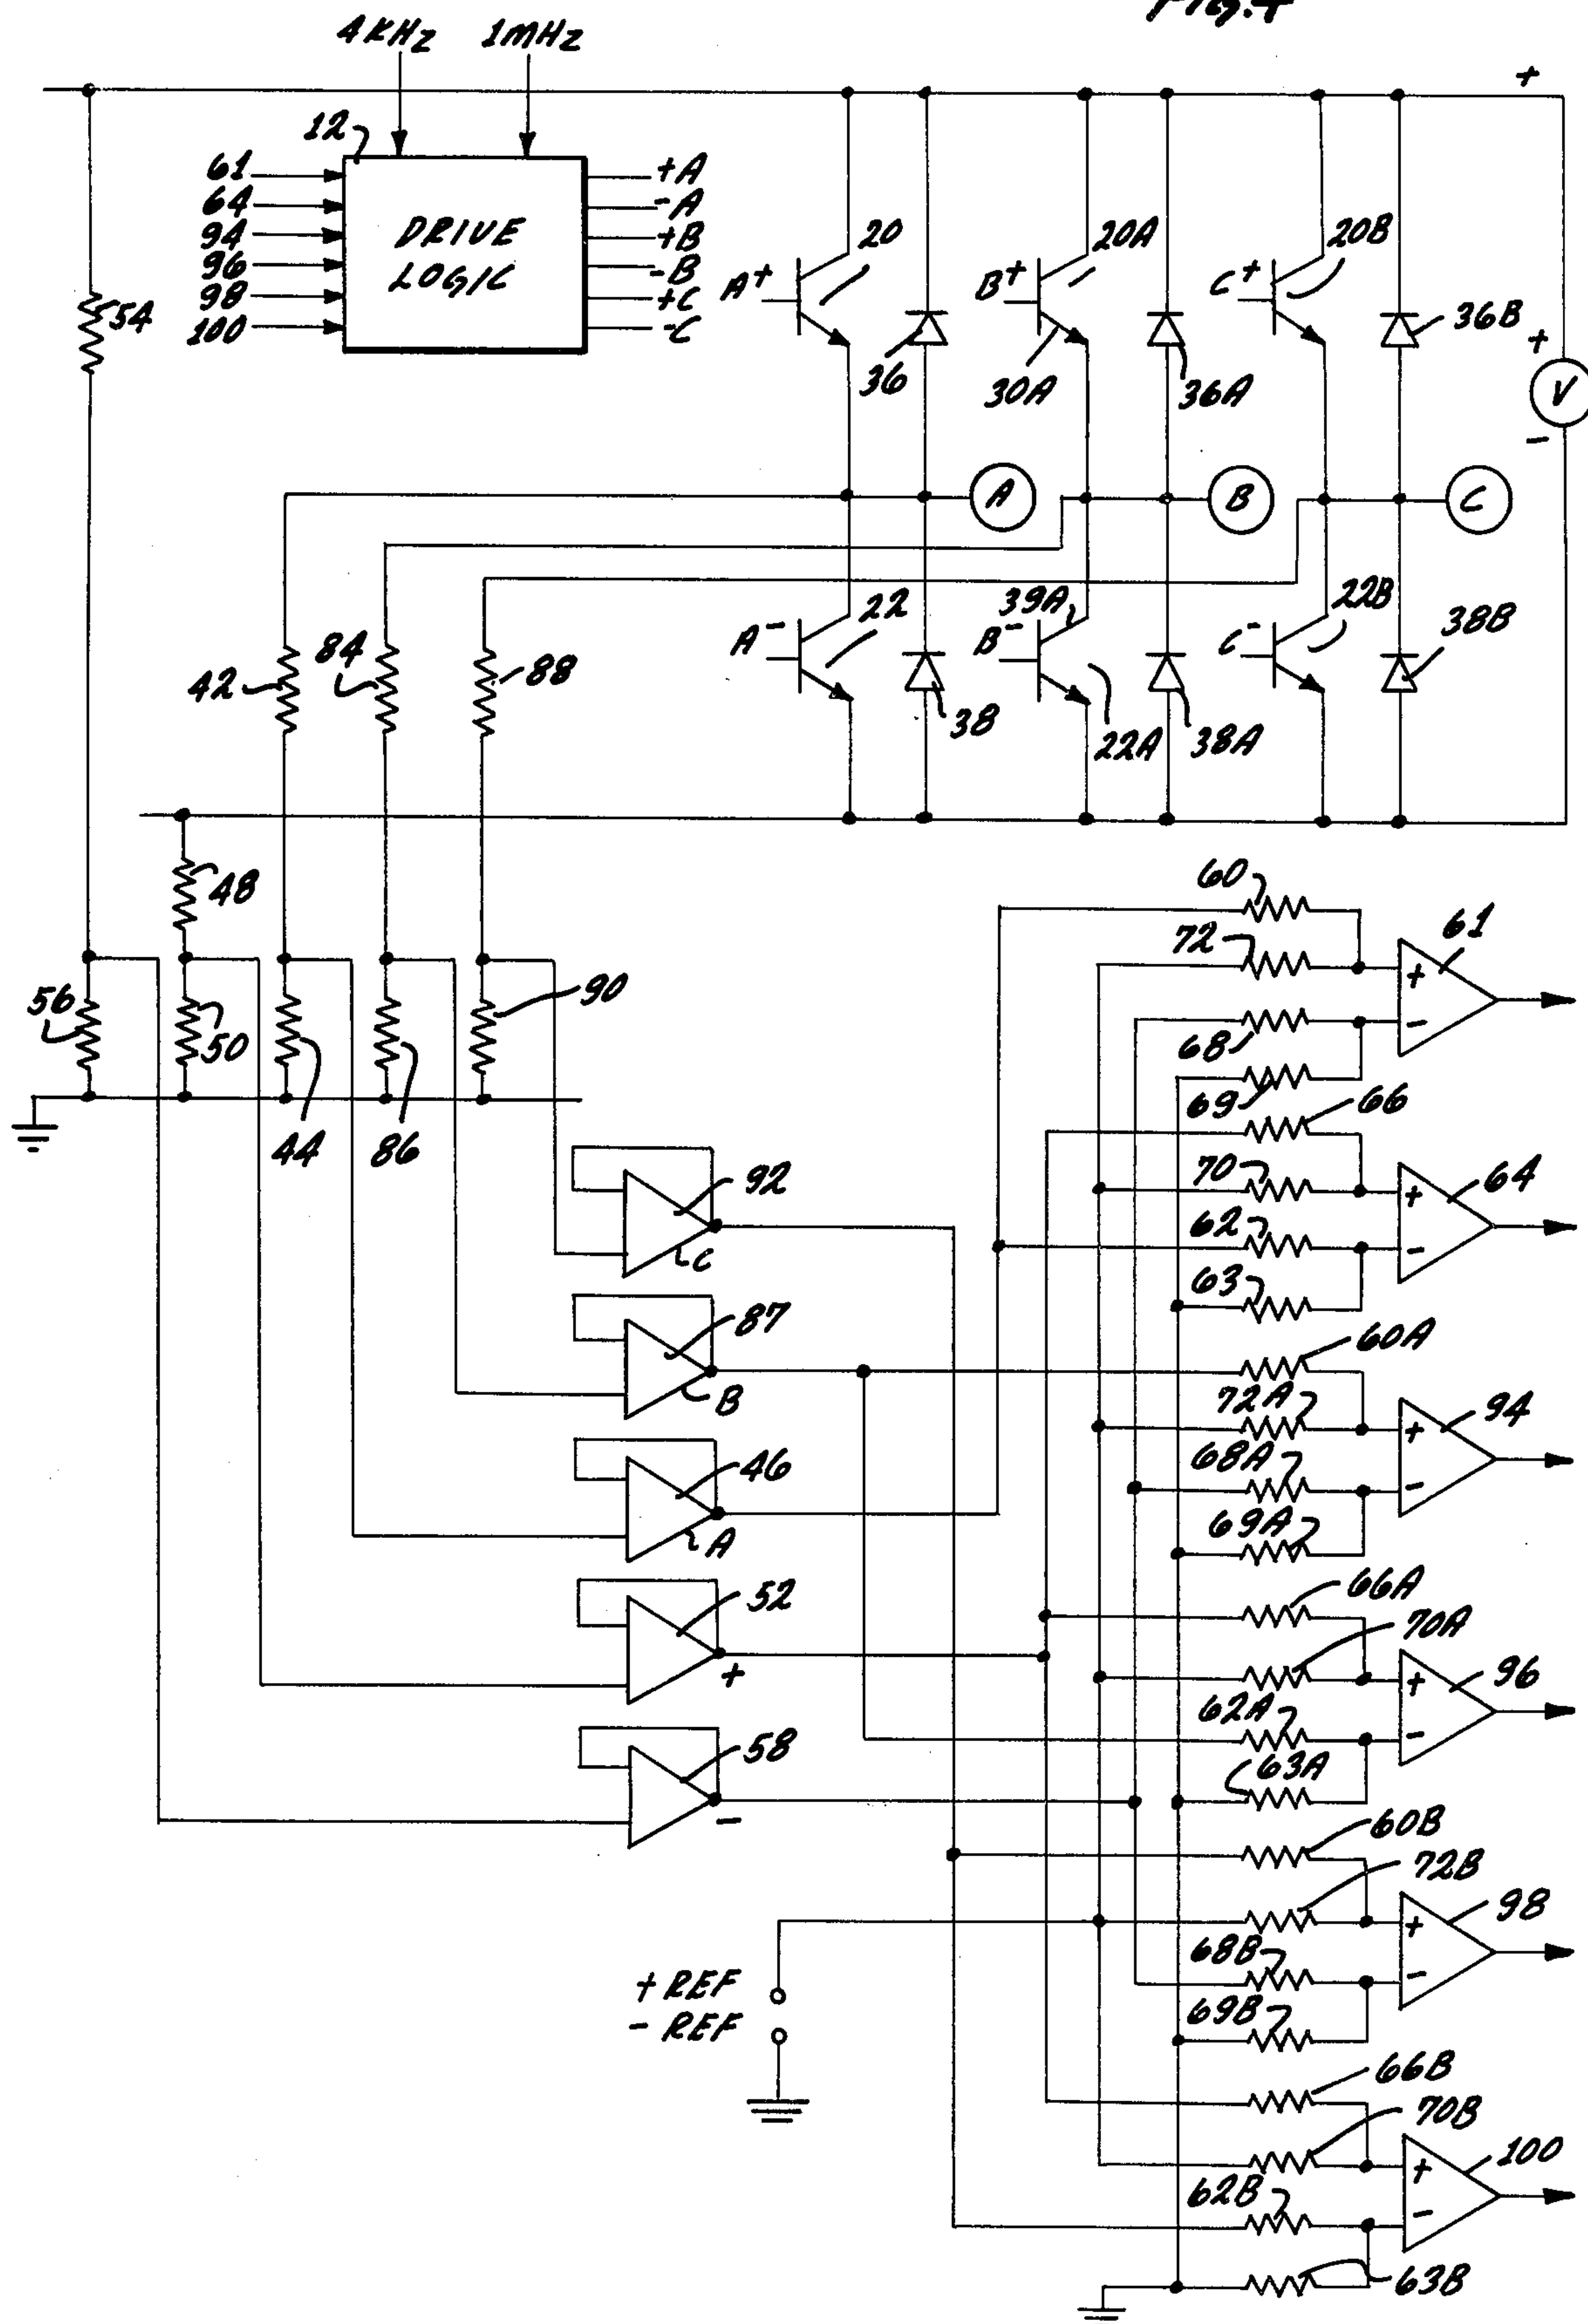 Fig. 4
4KHz 1mHz
+
12
61
64
94
96
98
100
DRIVE
LOGIC
+A
-A
+B
-B
+C
-C
54
A+
20
36
B+
20A
30A
36A
C+
20B
36B
+
V
-
A
B
C
42
84
88
A-
22
38
B-
39A
22A
38A
C-
22B
38B
48
56
50
44
86
90
60
72
68
69
+
-
61
66
70
62
63
+
-
64
92
C
87
B
46
A
52
+
58
-
60A
72A
68A
69A
+
-
94
66A
70A
62A
63A
+
-
96
60B
72B
68B
69B
+
-
98
+ REF
- REF
66B
70B
62B
63B
+
-
100